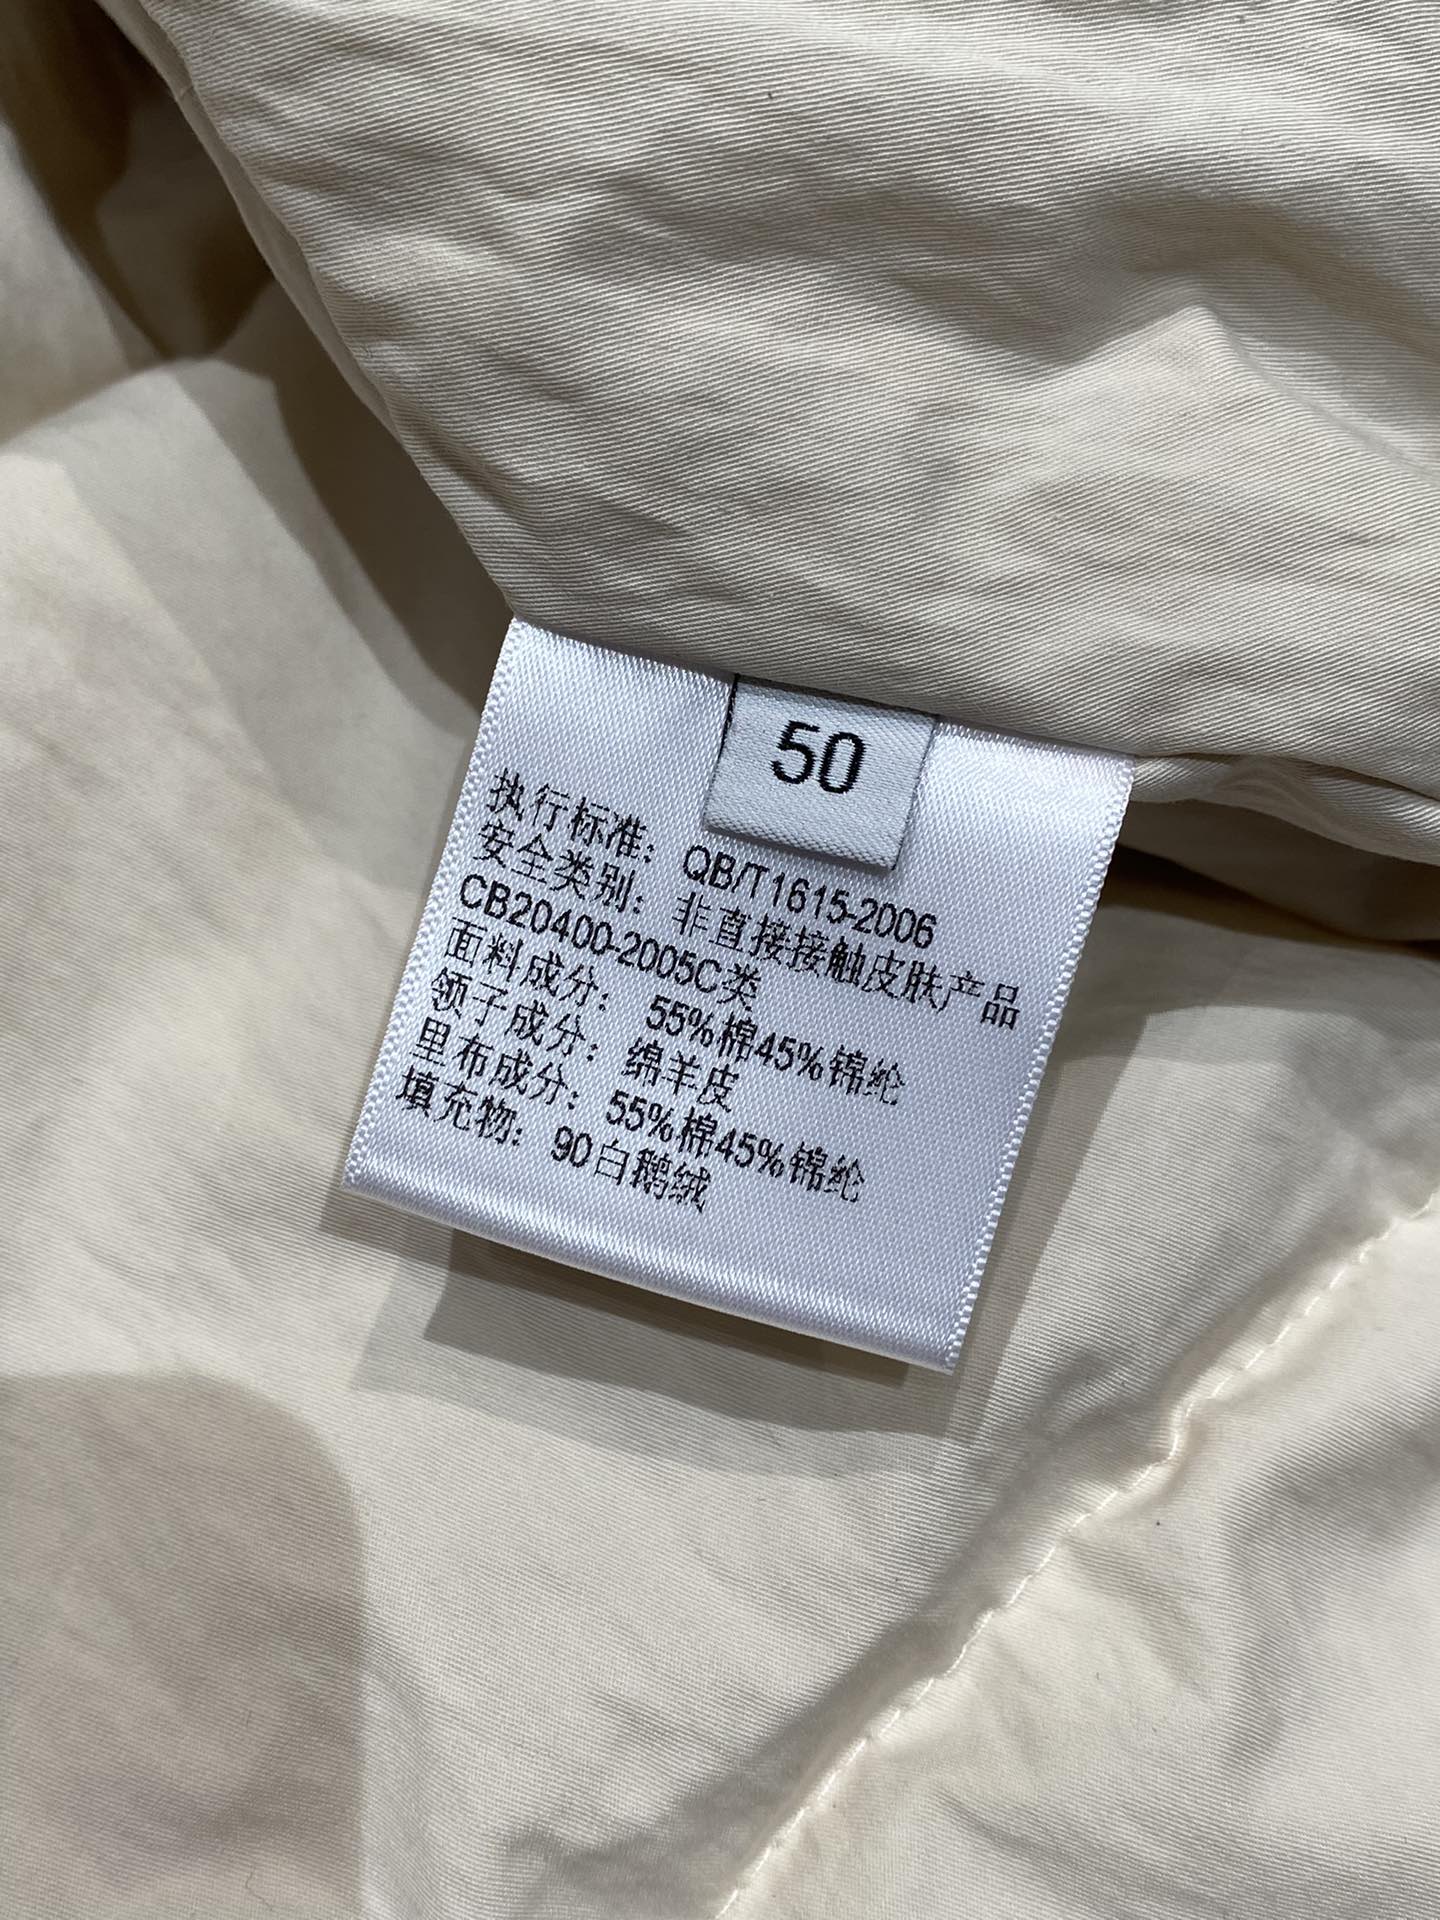 50
执行标准: QB/T1615-2006
安全类别: 非直接接触皮肤产品
CB20400-2005C类
面料成分: 55%棉45%锦纶
领子成分: 绵羊皮
里布成分: 55%棉45%锦纶
填充物: 90白鹅绒